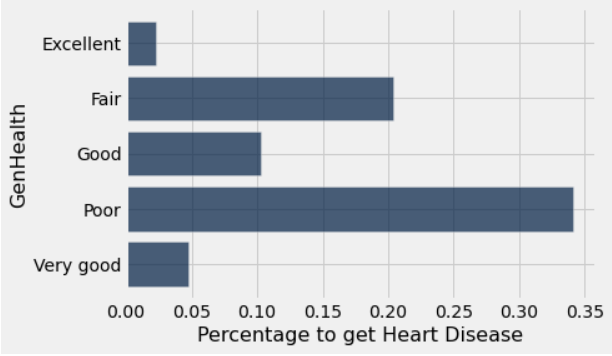 GenHealth
Excellent
Fair
Good
Poor
Very good
0.00 0.05 0.10 0.15 0.20 0.25 0.30 0.35
Percentage to get Heart Disease